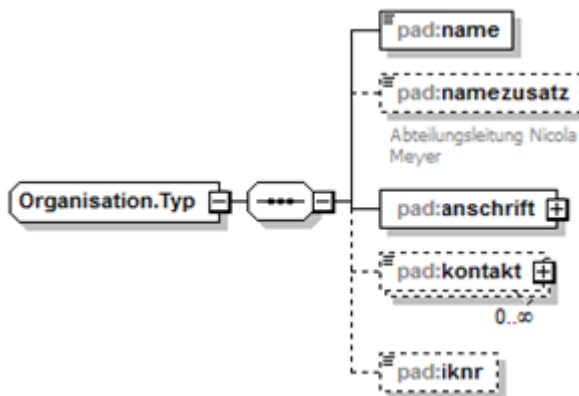 pad:name
pad:namezusatz
Abteilungsleitung Nicola
Meyer
Organisation.Typ
pad:anschrift
pad:kontakt
0..∞
pad:iknr